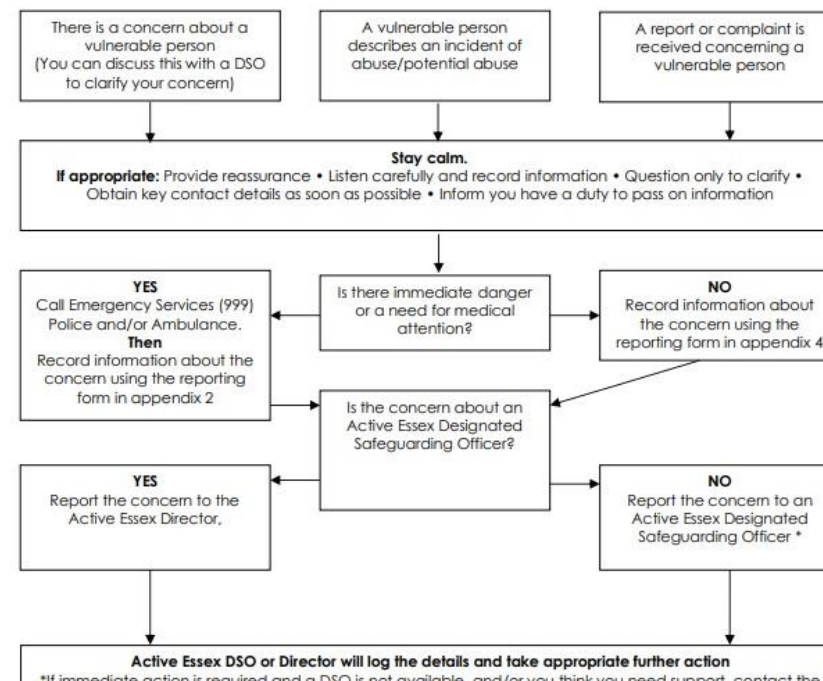 There is a concern about a
vulnerable person
(You can discuss this with a DSO
to clarify your concern)
A vulnerable person
describes an incident of
abuse/potential abuse
A report or complaint is
received concerning a
vulnerable person
Stay calm.
If appropriate: Provide reassurance • Listen carefully and record information • Question only to clarify •
Obtain key contact details as soon as possible • Inform you have a duty to pass on information
Is there immediate danger
or a need for medical
attention?
YES
Call Emergency Services (999)
Police and/or Ambulance.
Then
Record information about the
concern using the reporting
form in appendix 2
NO
Record information about
the concern using the
reporting form in appendix 4
Is the concern about an
Active Essex Designated
Safeguarding Officer?
YES
Report the concern to the
Active Essex Director,
NO
Report the concern to an
Active Essex Designated
Safeguarding Officer *
Active Essex DSO or Director will log the details and take appropriate further action
*If immediate action is required and a DSO is not available, and/or you think you need support, contact the